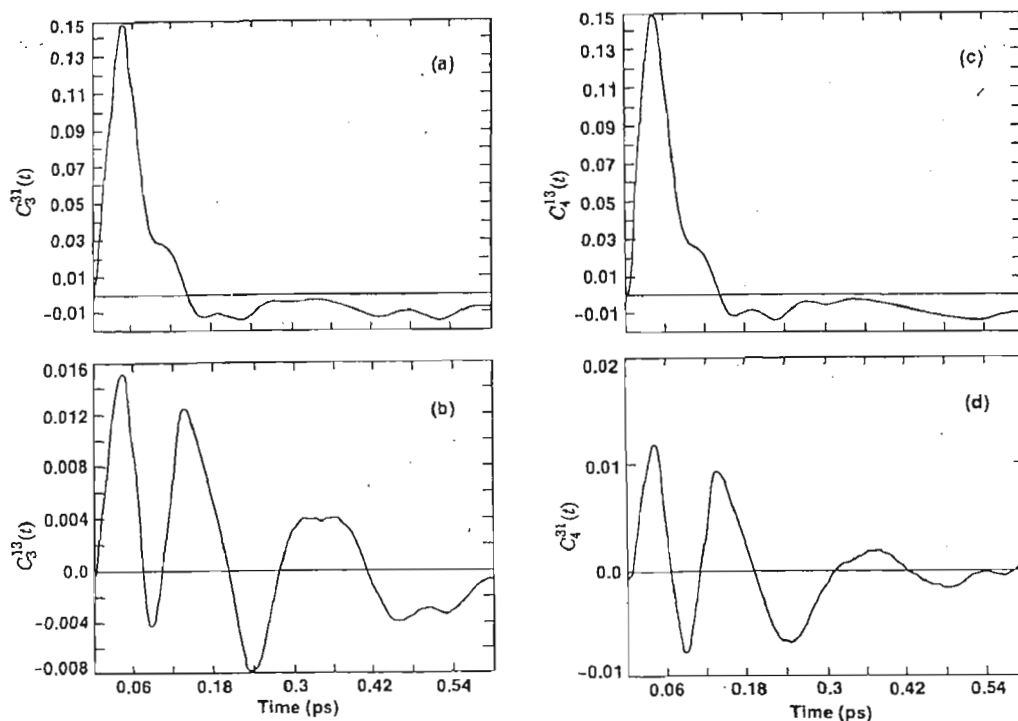 0.15
0.13
0.11
0.09
0.07
0.05
0.03
0.01
-0.01
C_3^{31}(t)
(a)
0.15
0.13
0.11
0.09
0.07
0.05
0.03
0.01
-0.01
C_4^{13}(t)
(c)
0.016
0.012
0.008
0.004
0.0
-0.004
-0.008
C_3^{13}(t)
(b)
0.06 0.18 0.3 0.42 0.54
Time (ps)
0.02
0.01
0.0
-0.01
C_4^{31}(t)
(d)
0.06 0.18 0.3 0.42 0.54
Time (ps)